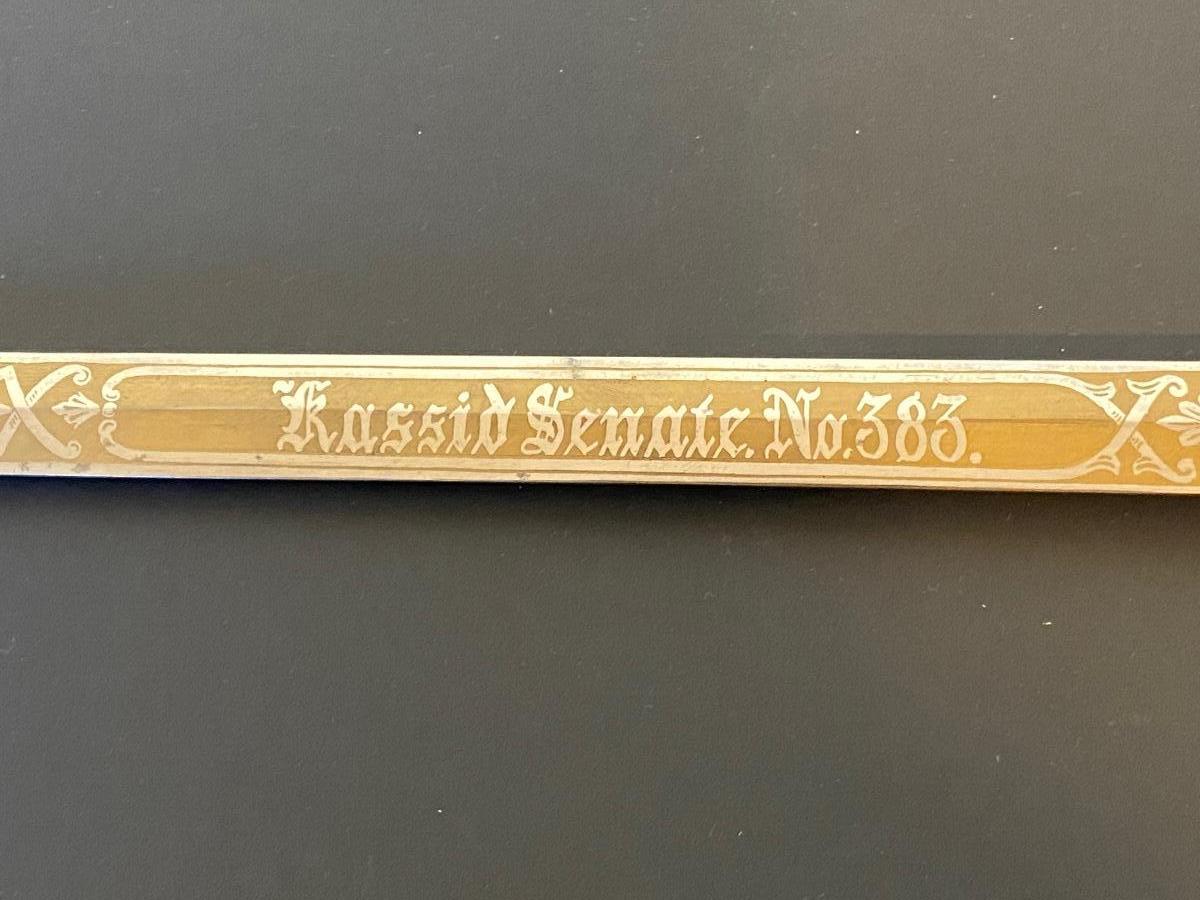 Kassid Senate. No. 383.